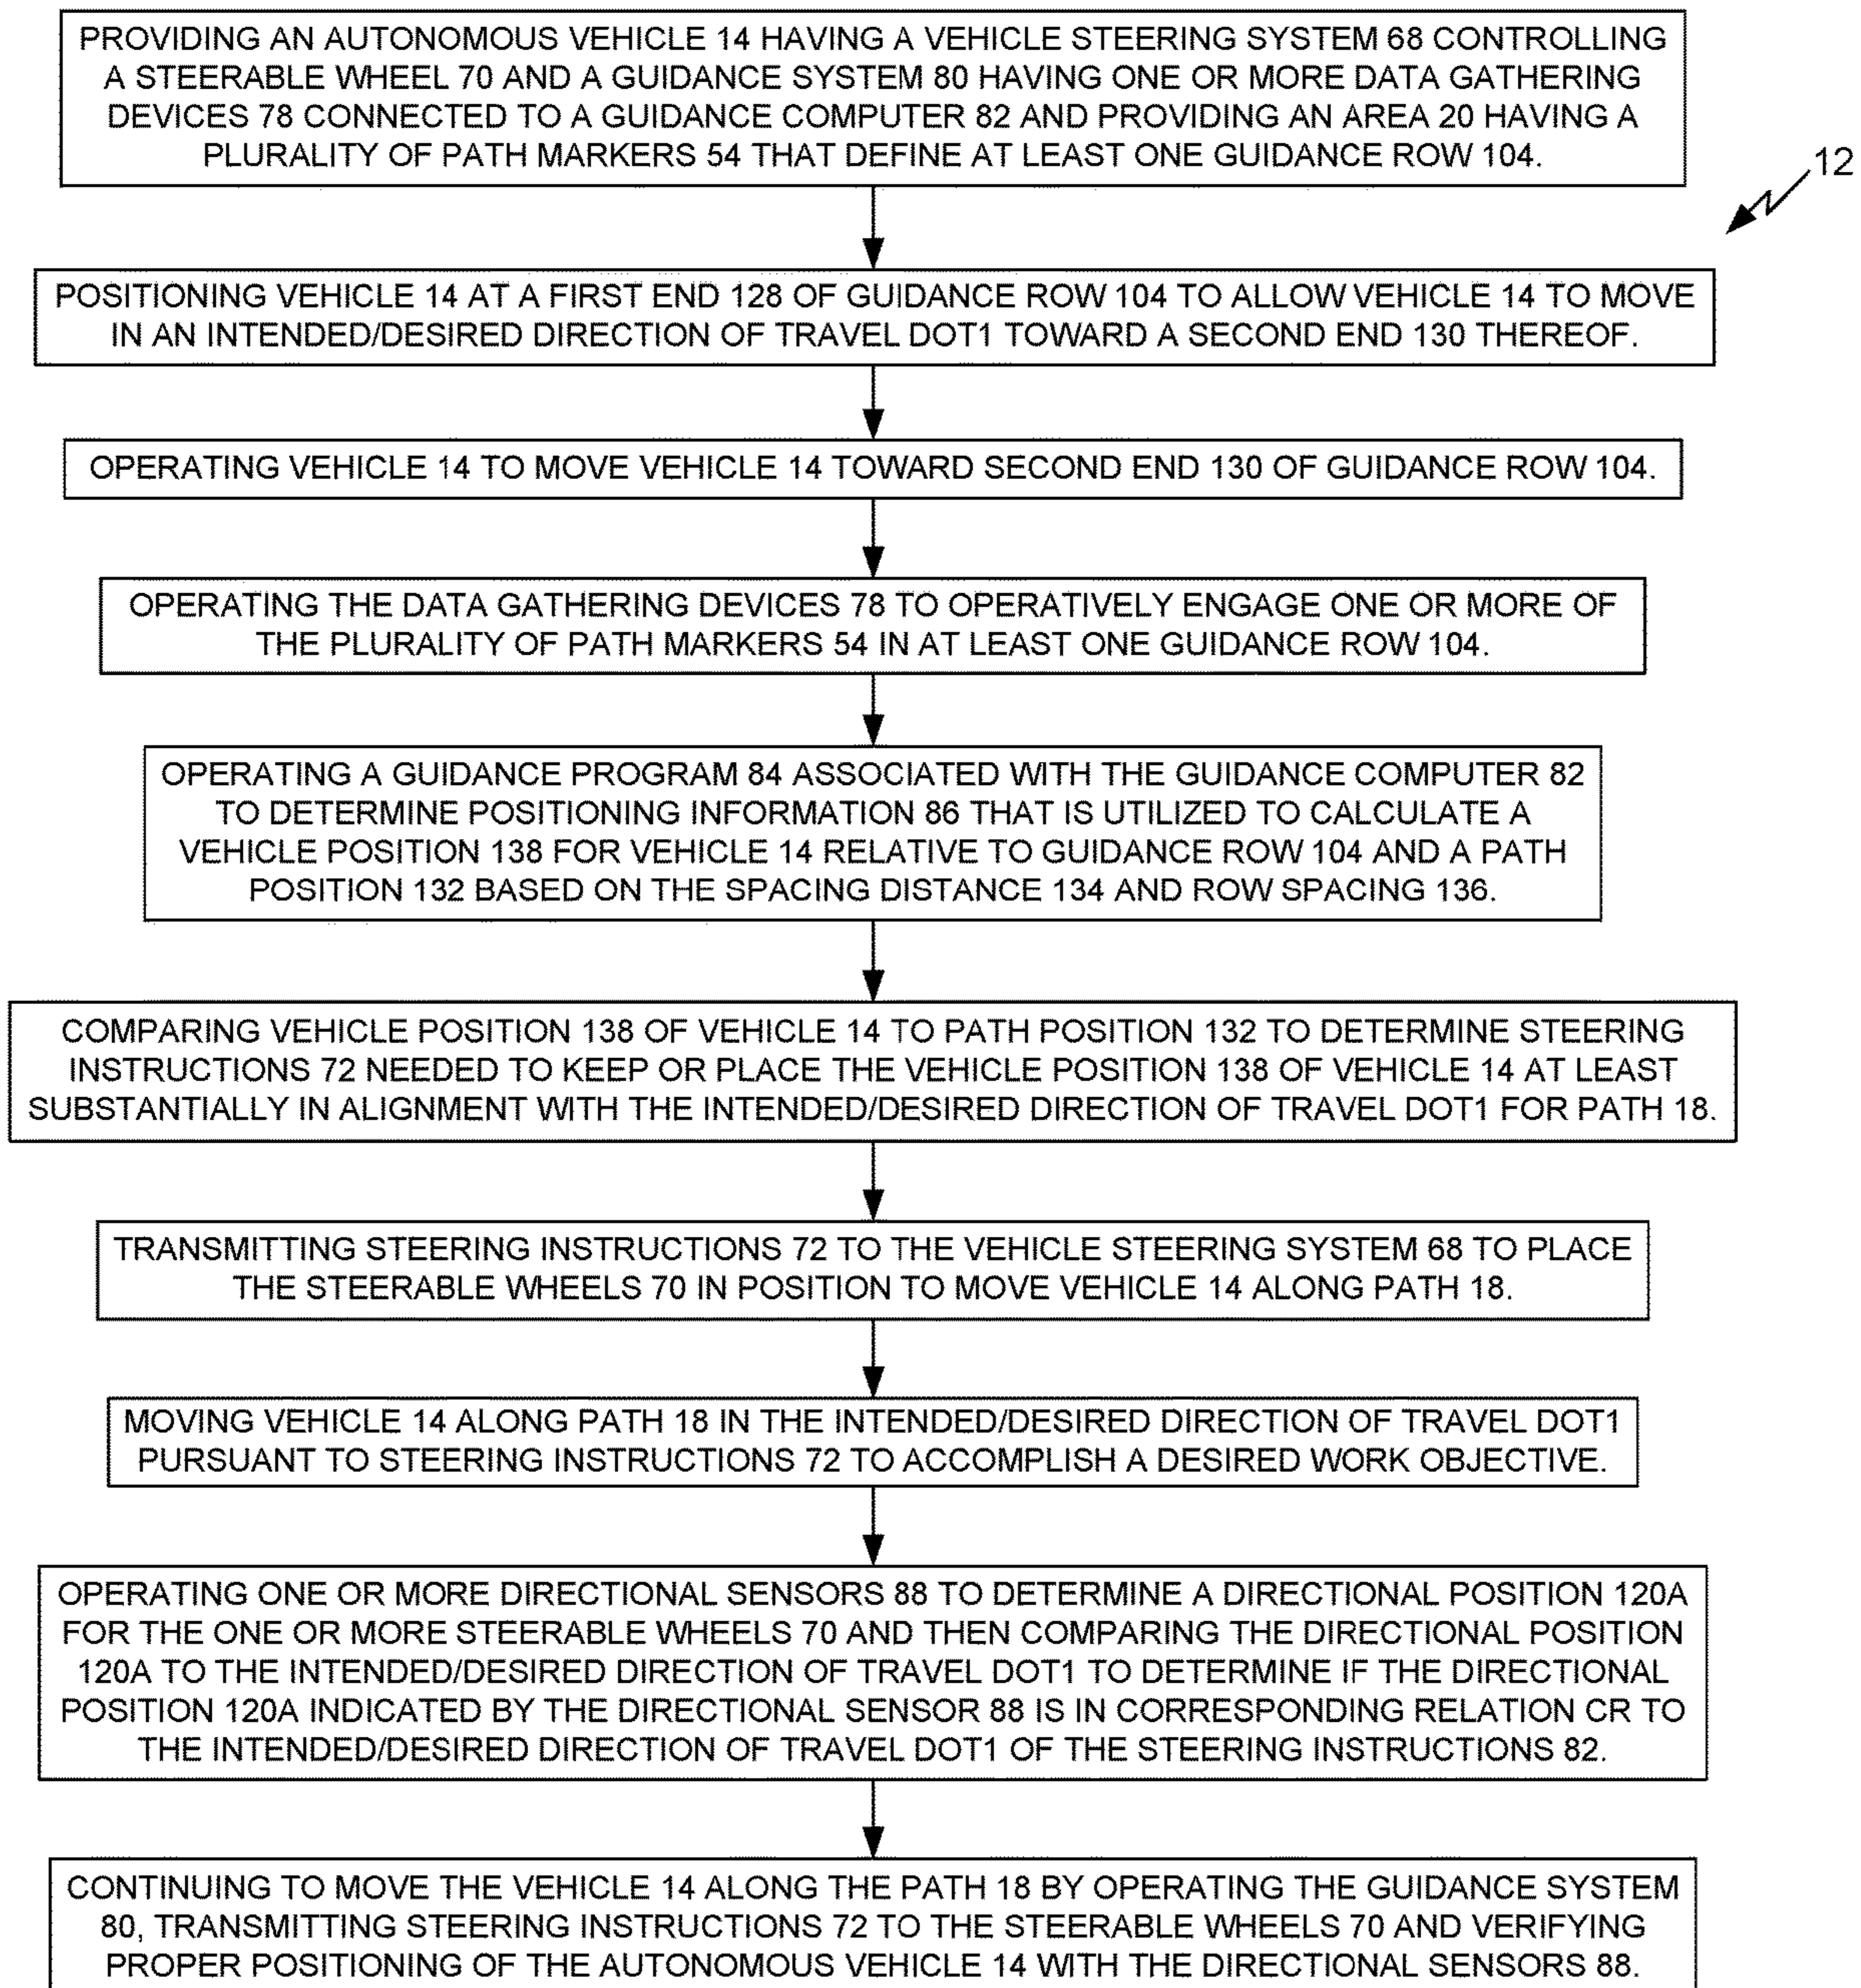 PROVIDING AN AUTONOMOUS VEHICLE 14 HAVING A VEHICLE STEERING SYSTEM 68 CONTROLLING
A STEERABLE WHEEL 70 AND A GUIDANCE SYSTEM 80 HAVING ONE OR MORE DATA GATHERING
DEVICES 78 CONNECTED TO A GUIDANCE COMPUTER 82 AND PROVIDING AN AREA 20 HAVING A
PLURALITY OF PATH MARKERS 54 THAT DEFINE AT LEAST ONE GUIDANCE ROW 104.
12
POSITIONING VEHICLE 14 AT A FIRST END 128 OF GUIDANCE ROW 104 TO ALLOW VEHICLE 14 TO MOVE
IN AN INTENDED/DESIRED DIRECTION OF TRAVEL DOT1 TOWARD A SECOND END 130 THEREOF.
OPERATING VEHICLE 14 TO MOVE VEHICLE 14 TOWARD SECOND END 130 OF GUIDANCE ROW 104.
OPERATING THE DATA GATHERING DEVICES 78 TO OPERATIVELY ENGAGE ONE OR MORE OF
THE PLURALITY OF PATH MARKERS 54 IN AT LEAST ONE GUIDANCE ROW 104.
OPERATING A GUIDANCE PROGRAM 84 ASSOCIATED WITH THE GUIDANCE COMPUTER 82
TO DETERMINE POSITIONING INFORMATION 86 THAT IS UTILIZED TO CALCULATE A
VEHICLE POSITION 138 FOR VEHICLE 14 RELATIVE TO GUIDANCE ROW 104 AND A PATH
POSITION 132 BASED ON THE SPACING DISTANCE 134 AND ROW SPACING 136.
COMPARING VEHICLE POSITION 138 OF VEHICLE 14 TO PATH POSITION 132 TO DETERMINE STEERING
INSTRUCTIONS 72 NEEDED TO KEEP OR PLACE THE VEHICLE POSITION 138 OF VEHICLE 14 AT LEAST
SUBSTANTIALLY IN ALIGNMENT WITH THE INTENDED/DESIRED DIRECTION OF TRAVEL DOT1 FOR PATH 18.
TRANSMITTING STEERING INSTRUCTIONS 72 TO THE VEHICLE STEERING SYSTEM 68 TO PLACE
THE STEERABLE WHEELS 70 IN POSITION TO MOVE VEHICLE 14 ALONG PATH 18.
MOVING VEHICLE 14 ALONG PATH 18 IN THE INTENDED/DESIRED DIRECTION OF TRAVEL DOT1
PURSUANT TO STEERING INSTRUCTIONS 72 TO ACCOMPLISH A DESIRED WORK OBJECTIVE.
OPERATING ONE OR MORE DIRECTIONAL SENSORS 88 TO DETERMINE A DIRECTIONAL POSITION 120A
FOR THE ONE OR MORE STEERABLE WHEELS 70 AND THEN COMPARING THE DIRECTIONAL POSITION
120A TO THE INTENDED/DESIRED DIRECTION OF TRAVEL DOT1 TO DETERMINE IF THE DIRECTIONAL
POSITION 120A INDICATED BY THE DIRECTIONAL SENSOR 88 IS IN CORRESPONDING RELATION CR TO
THE INTENDED/DESIRED DIRECTION OF TRAVEL DOT1 OF THE STEERING INSTRUCTIONS 82.
CONTINUING TO MOVE THE VEHICLE 14 ALONG THE PATH 18 BY OPERATING THE GUIDANCE SYSTEM
80, TRANSMITTING STEERING INSTRUCTIONS 72 TO THE STEERABLE WHEELS 70 AND VERIFYING
PROPER POSITIONING OF THE AUTONOMOUS VEHICLE 14 WITH THE DIRECTIONAL SENSORS 88.